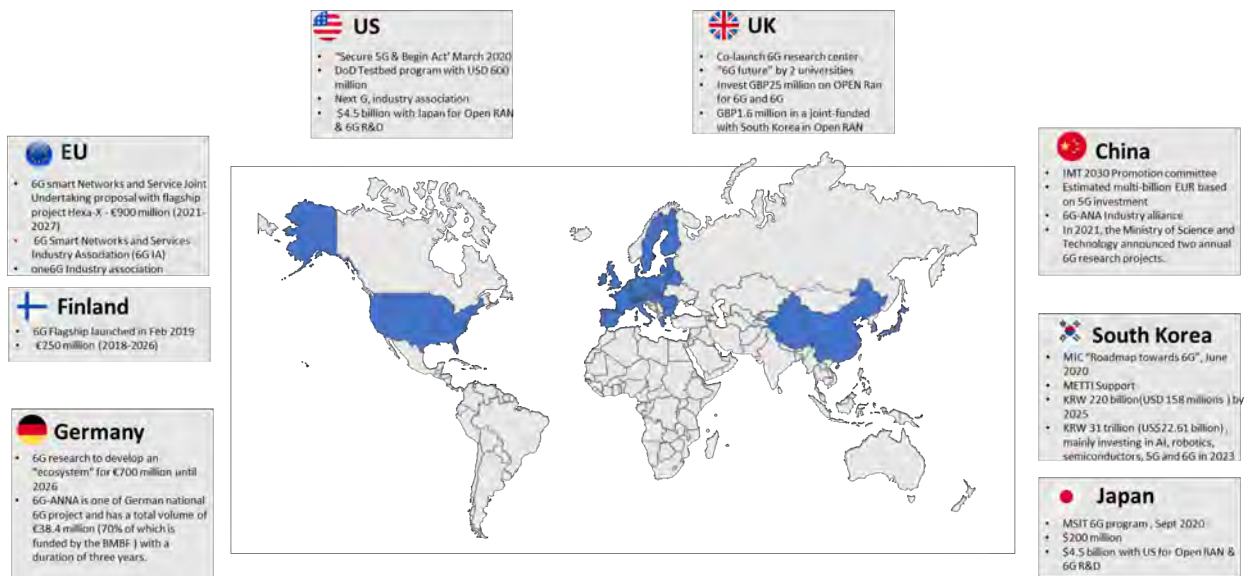 US
• "Secure 5G & Begin Act' March 2020
• DoD Testbed program with USD 600
million
• Next G, industry association
• $4.5 billion with Japan for Open RAN
& 6G R&D
UK
• Co-launch 6G research center
• "6G future" by 2 universities
• Invest GBP25 million on OPEN Ran
for 6G and 6G
• GBP1.6 million in a joint-funded
with South Korea in Open RAN
EU
• 6G smart Networks and Service Joint
Undertaking proposal with flagship
project Hexa-X - €900 million (2021-
2027)
• 6G Smart Networks and Services
Industry Association (6G IA)
• one6G Industry association
Finland
• 6G Flagship launched in Feb 2019
• €250 million (2018-2026)
Germany
• 6G research to develop an
"ecosystem" for €700 million until
2026
• 6G-ANNA is one of German national
6G project and has a total volume of
€38.4 million (70% of which is
funded by the BMBF ) with a
duration of three years.
China
• IMT 2030 Promotion committee
• Estimated multi-billion EUR based
on 5G investment
• 6G-ANA Industry alliance
• In 2021, the Ministry of Science and
Technology announced two annual
6G research projects.
South Korea
• MIC "Roadmap towards 6G", June
2020
• METTI Support
• KRW 220 billion(USD 158 millions ) by
2025
• KRW 31 trillion (US$22.61 billion) ,
mainly investing in AI, robotics,
semiconductors, 5G and 6G in 2023
Japan
• MSIT 6G program , Sept 2020
• $200 million
• $4.5 billion with US for Open RAN &
6G R&D